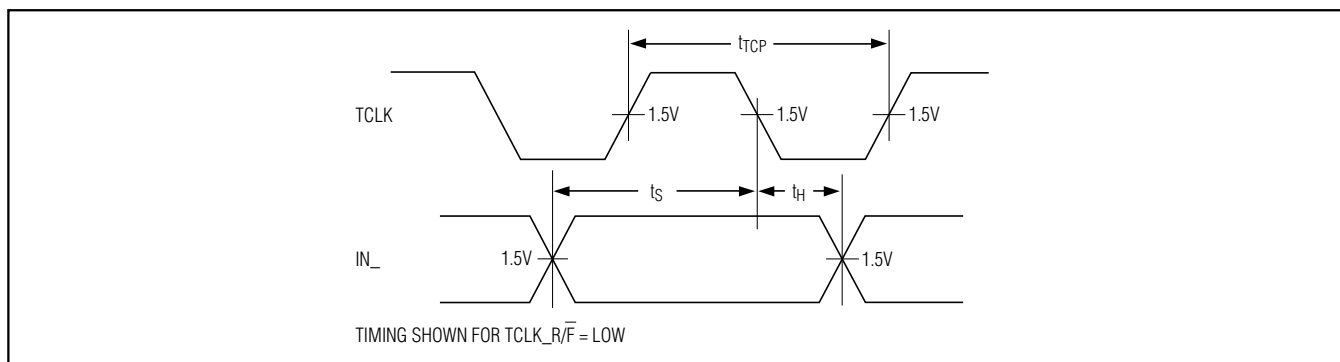 tTCP
TCLK
1.5V 1.5V 1.5V
tS tH
IN_
1.5V 1.5V
TIMING SHOWN FOR TCLK_R/F̅ = LOW